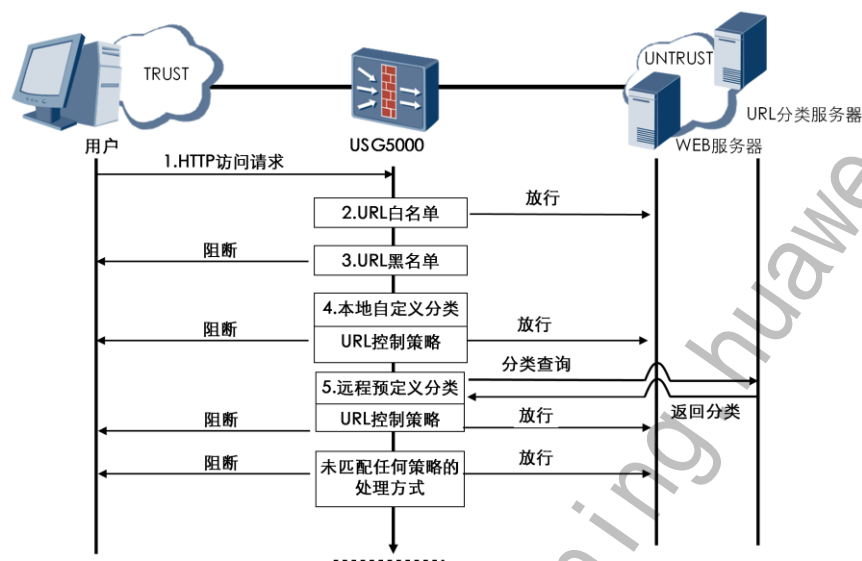 TRUST
UNTRUST
URL分类服务器
用户
USG5000
WEB服务器
1.HTTP访问请求
2.URL白名单
放行
阻断
3.URL黑名单
4.本地自定义分类
阻断
URL控制策略
放行
分类查询
5.远程预定义分类
返回分类
阻断
URL控制策略
放行
阻断
未匹配任何策略的
处理方式
放行
ning.huawe